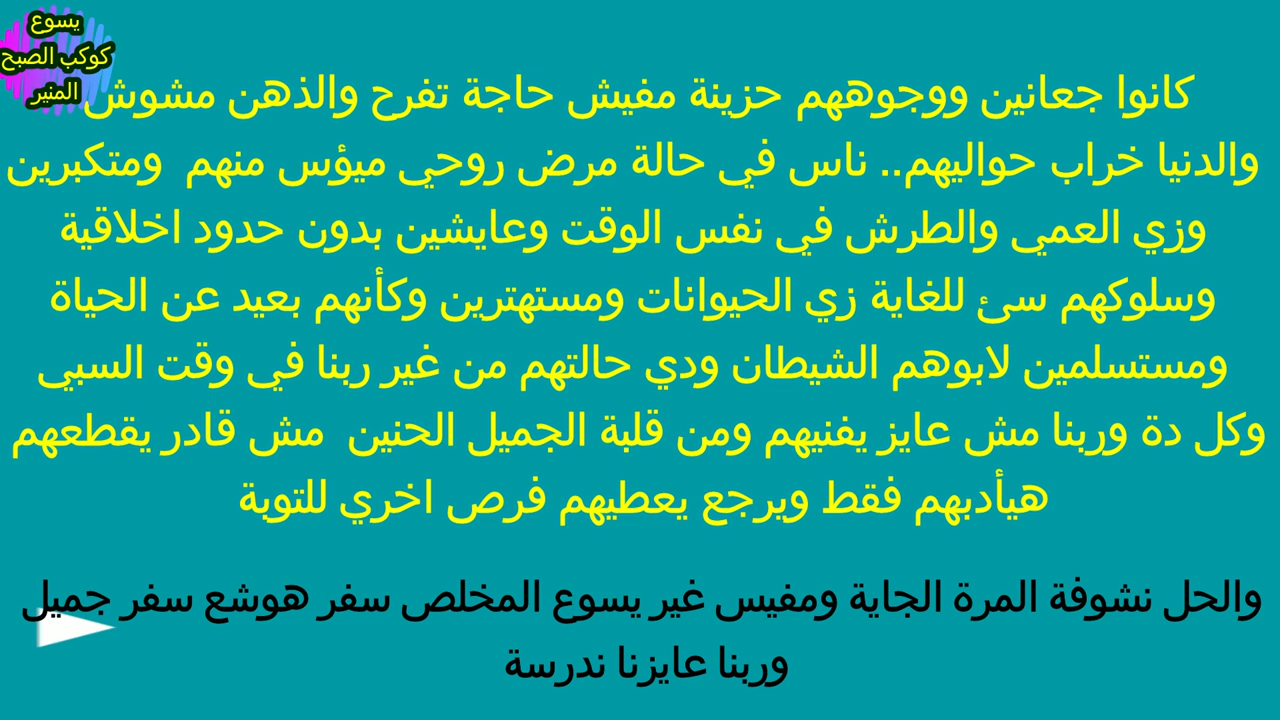 يسوع
كوكب الصبح
المنير
كانوا جعانين ووجوههم حزينة مفيش حاجة تفرح والذهن مشوش
والدنيا خراب حواليهم.. ناس في حالة مرض روحي ميؤس منهم ومتكبرين
وزي العمي والطرش في نفس الوقت وعايشين بدون حدود اخلاقية
وسلوكهم سئ للغاية زي الحيوانات ومستهترين وكأنهم بعيد عن الحياة
ومستسلمين لابوهم الشيطان ودي حالتهم من غير ربنا في وقت السبي
وكل دة وربنا مش عايز يفنيهم ومن قلبة الجميل الحنين مش قادر يقطعهم
هيأدبهم فقط ويرجع يعطيهم فرص اخري للتوبة
والحل نشوفة المرة الجاية ومفيس غير يسوع المخلص سفر هوشع سفر جميل
وربنا عايزنا ندرسة